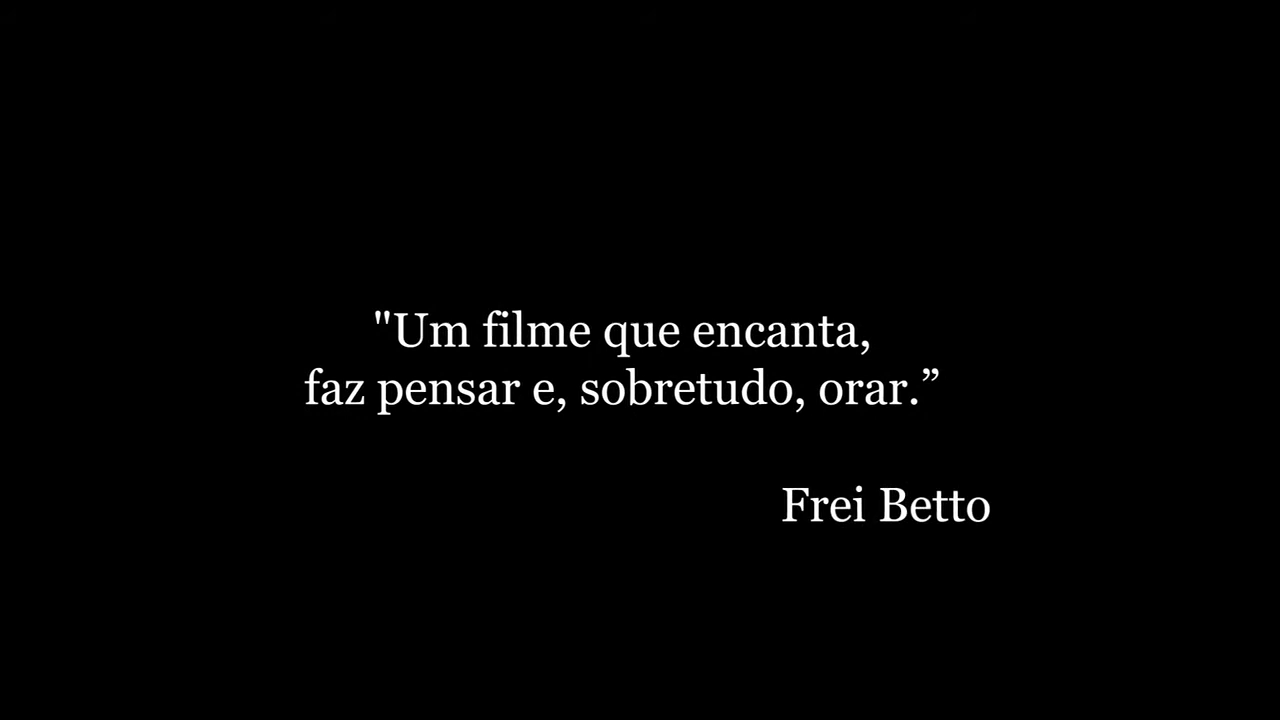 "Um filme que encanta,
faz pensar e, sobretudo, orar.”
Frei Betto